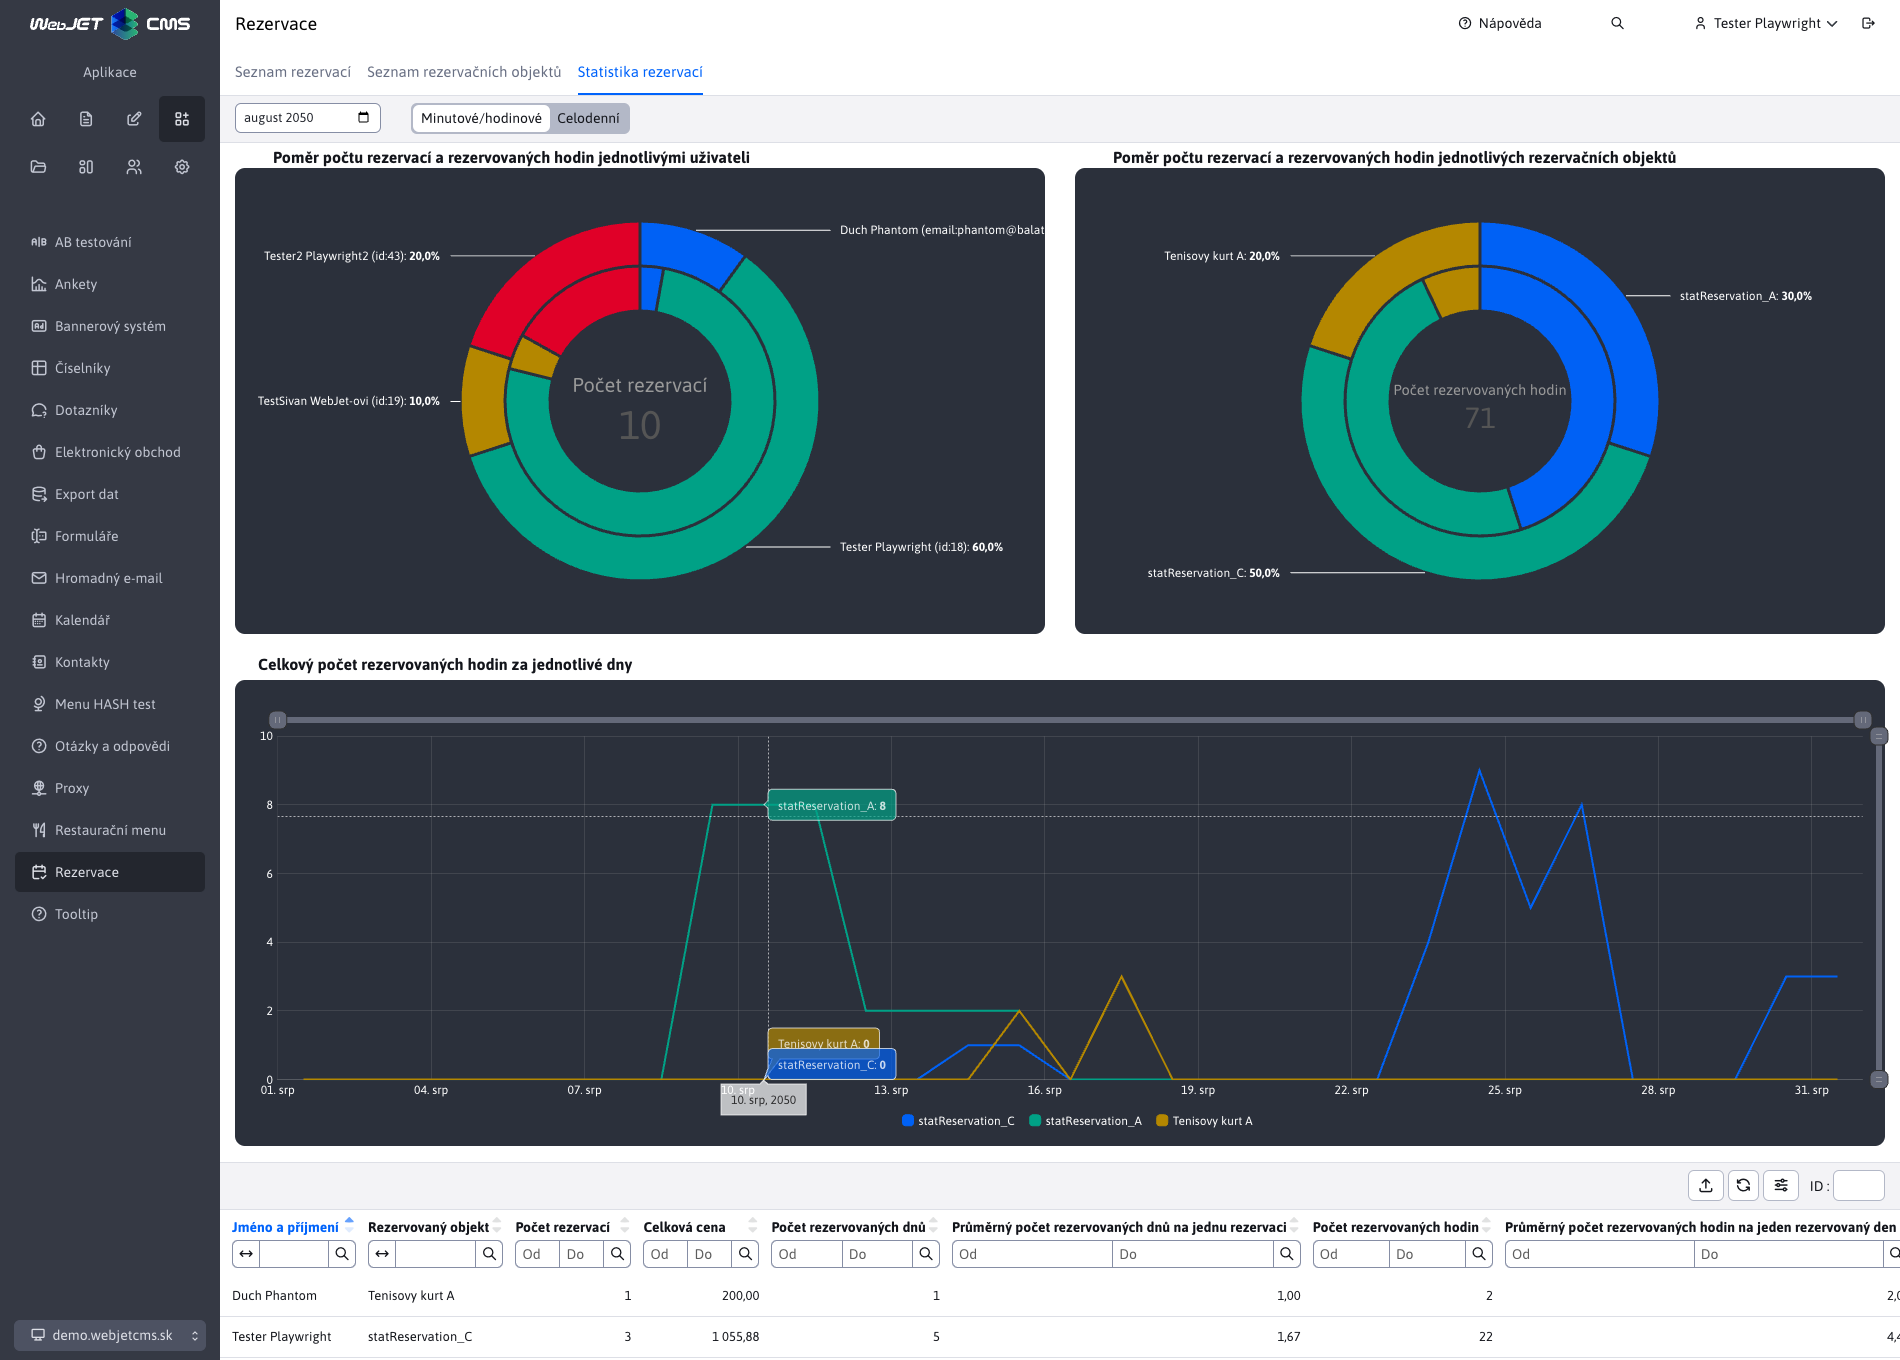 WebJET CMS
Rezervace
Nápověda
Tester Playwright
Aplikace
Seznam rezervací
Seznam rezervačních objektů
Statistika rezervací
august 2050
Minutové/hodinové
Celodenní
AB testování
Ankety
Bannerový systém
Číselníky
Dotazníky
Elektronický obchod
Export dat
Formuláře
Hromadný e-mail
Kalendář
Kontakty
Menu HASH test
Otázky a odpovědi
Proxy
Restaurační menu
Rezervace
Tooltip
demo.webjetcms.sk
Poměr počtu rezervací a rezervovaných hodin jednotlivými uživateli
Duch Phantom (email:phantom@balat
Tester2 Playwright2 (id:43): 20,0%
TestSivan WebJet-ovi (id:19): 10,0%
Počet rezervací
10
Tester Playwright (id:18): 60,0%
Poměr počtu rezervací a rezervovaných hodin jednotlivých rezervačních objektů
Tenisovy kurt A: 20,0%
statReservation_A: 30,0%
Počet rezervovaných hodin
71
statReservation_C: 50,0%
Celkový počet rezervovaných hodin za jednotlivé dny
10
8
6
4
2
0
statReservation_A: 8
Tenisovy kurt A: 0
statReservation_C: 0
01. srp
04. srp
07. srp
10. srp
13. srp
16. srp
19. srp
22. srp
25. srp
28. srp
31. srp
10. srp, 2050
statReservation_C
statReservation_A
Tenisovy kurt A
ID :
Jméno a příjmení
Rezervovaný objekt
Počet rezervací
Celková cena
Počet rezervovaných dnů
Průměrný počet rezervovaných dnů na jednu rezervaci
Počet rezervovaných hodin
Průměrný počet rezervovaných hodin na jeden rezervovaný den
Od Do Od Do Od Do Od Do Od Do Od Do
Duch Phantom Tenisovy kurt A 1 200,00 1 1,00 2 2,0
Tester Playwright statReservation_C 3 1 055,88 5 1,67 22 4,4